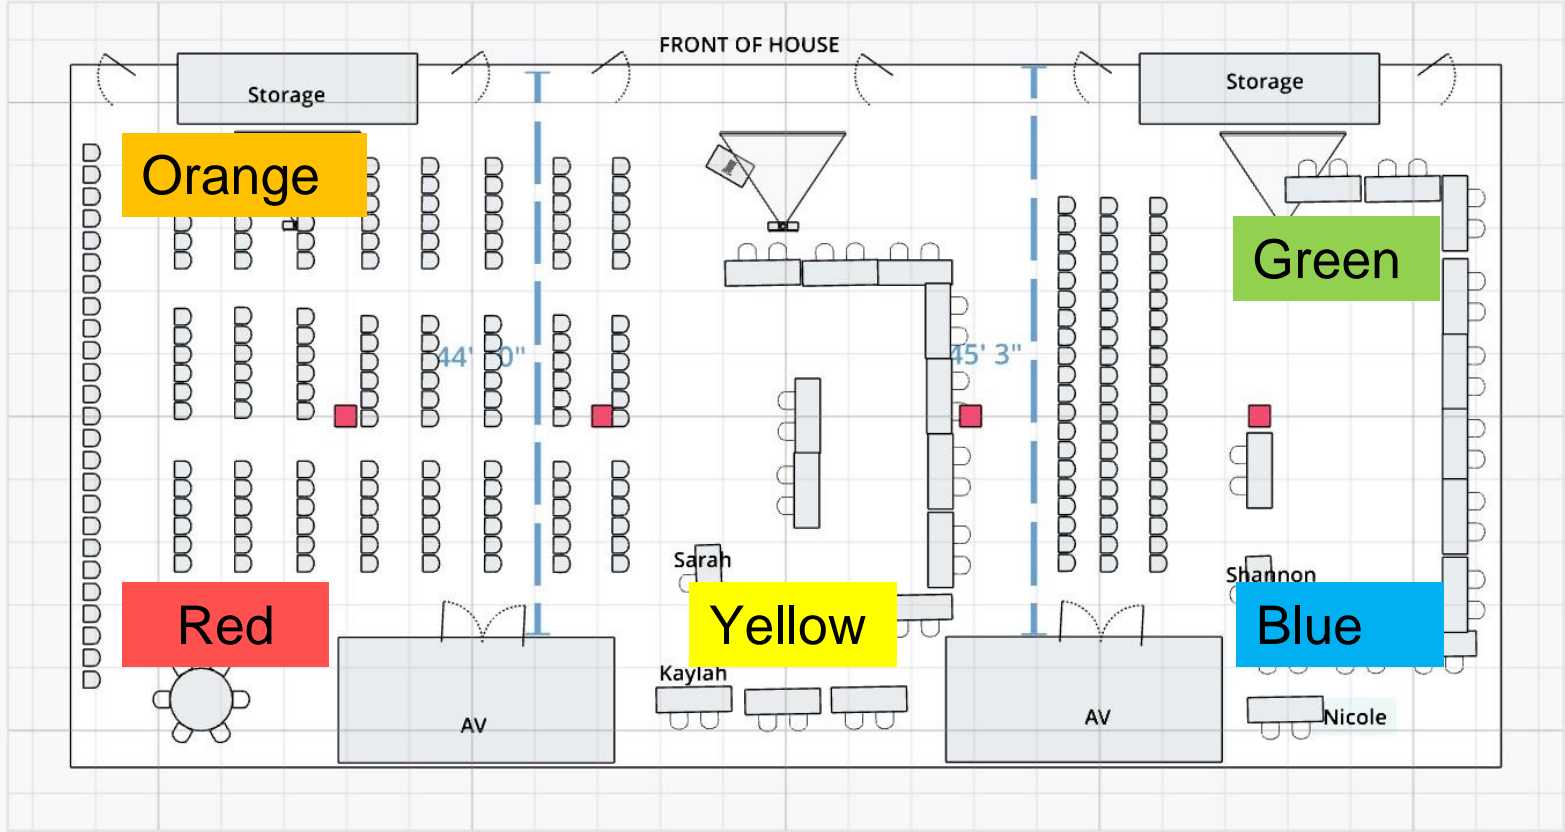 FRONT OF HOUSE
Storage
Storage
Orange
Green
44' 0"
45' 3"
Sarah
Shannon
Red
Yellow
Blue
Kaylah
AV
AV
Nicole